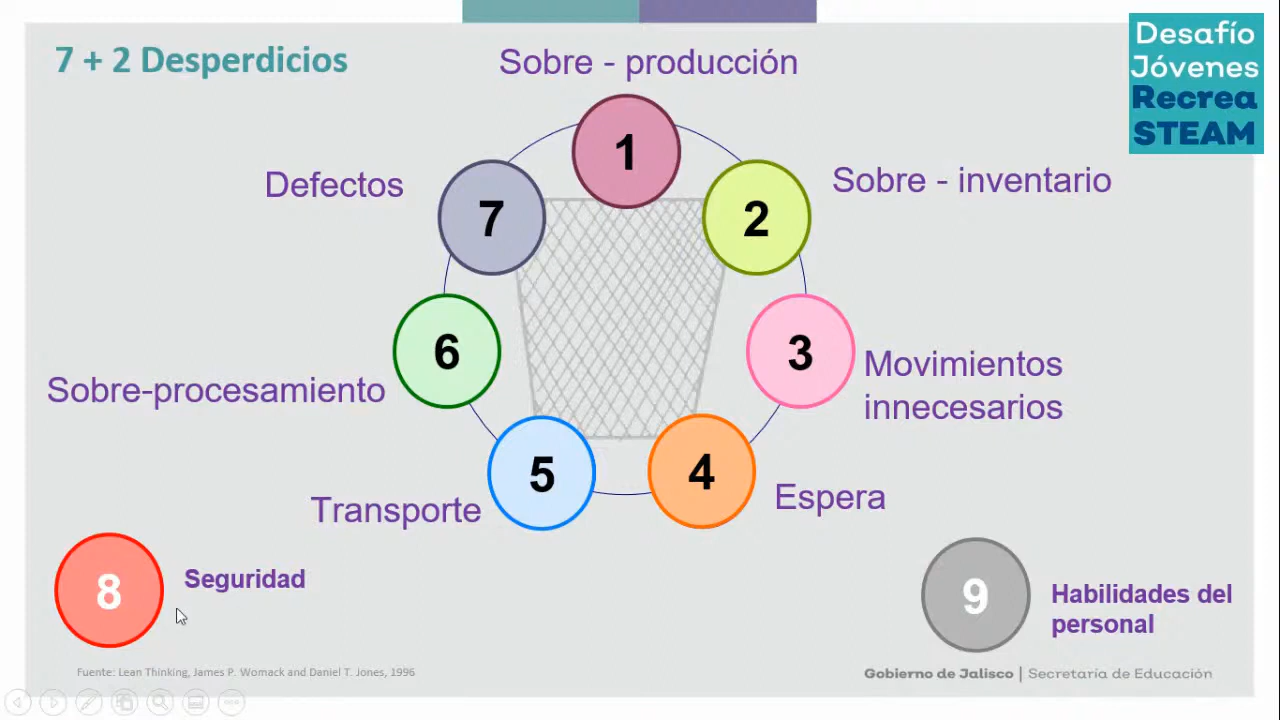 7 + 2 Desperdicios
Desafío
Jóvenes
Recrea
STEAM
Sobre - producción
1
Sobre - inventario
2
Movimientos
innecesarios
3
Espera
4
Transporte
5
Sobre-procesamiento
6
Defectos
7
8
Seguridad
9
Habilidades del
personal
Fuente: Lean Thinking, James P. Womack and Daniel T. Jones, 1996
Gobierno de Jalisco | Secretaría de Educación